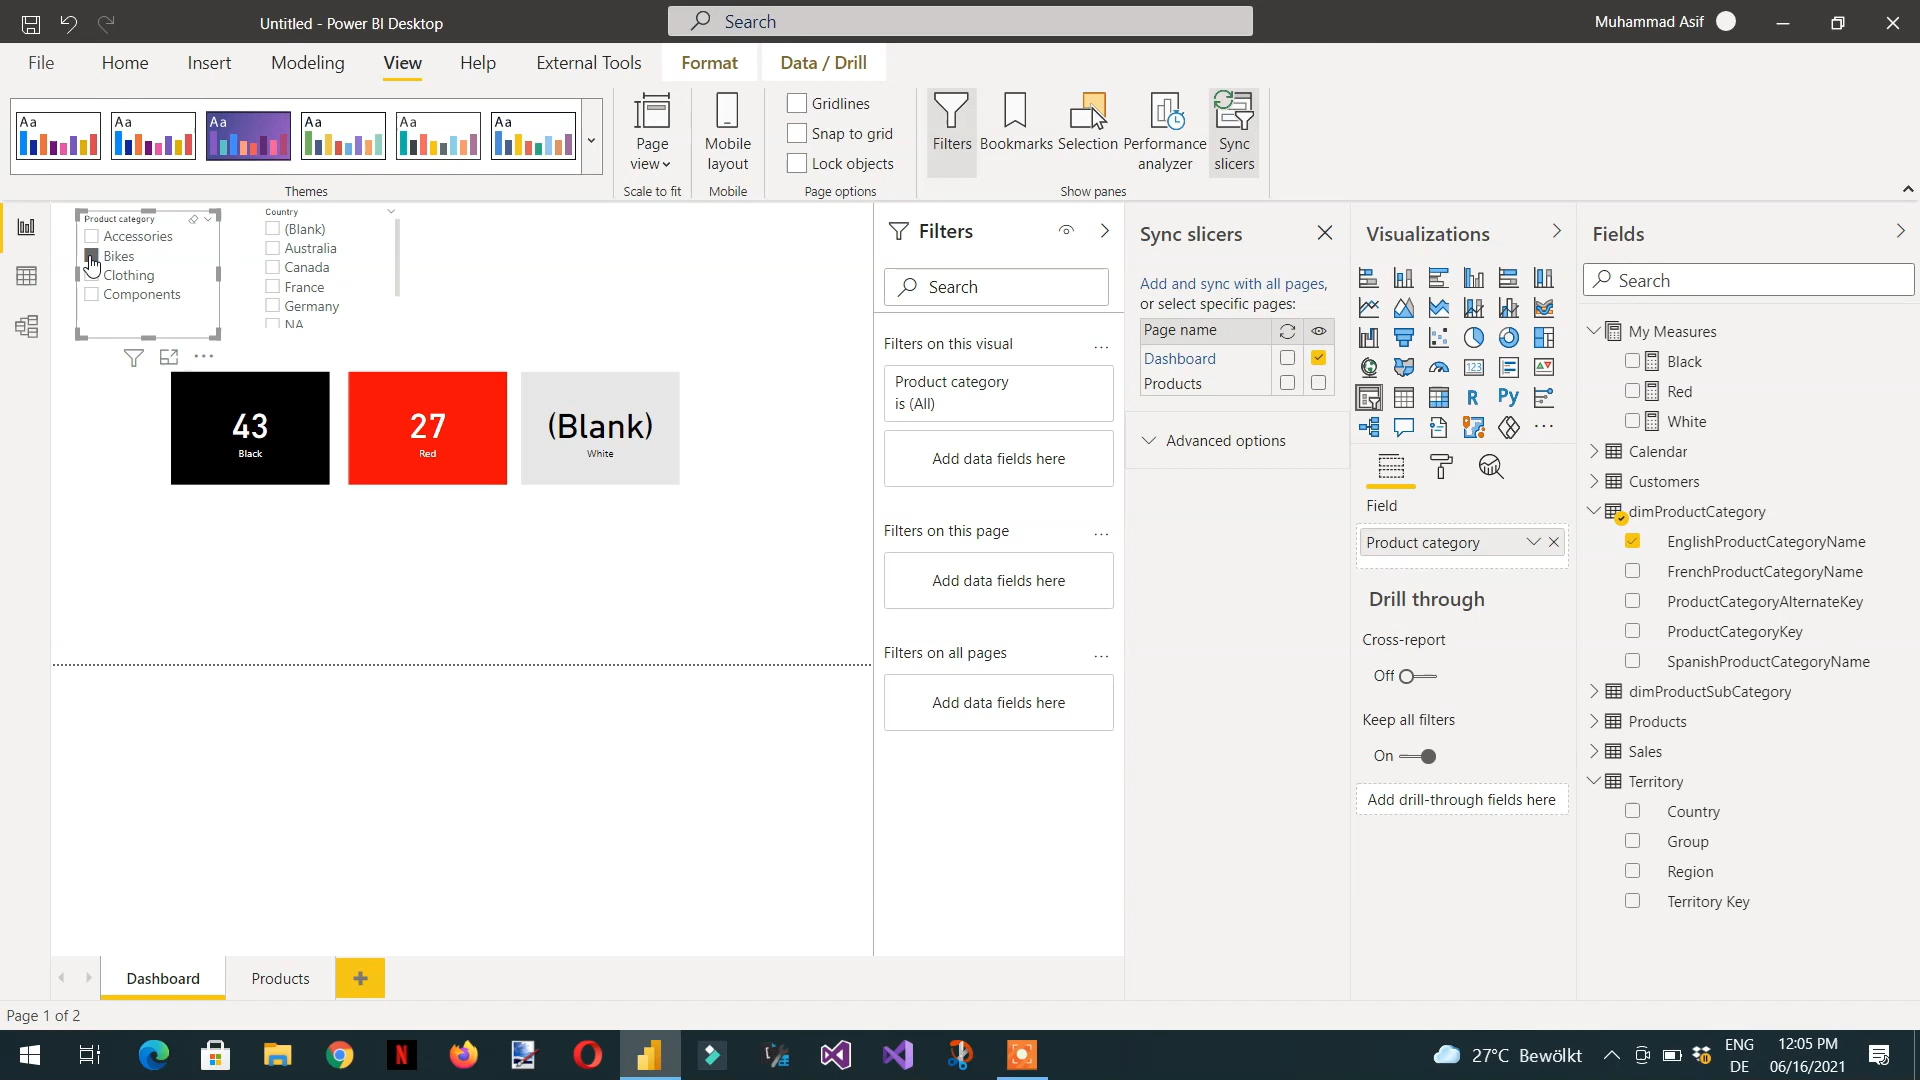 Untitled - Power BI Desktop
Search
Muhammad Asif
File
Home
Insert
Modeling
View
Help
External Tools
Format
Data / Drill
Aa
Aa
Aa
Aa
Aa
Aa
Themes
Page
view
Scale to fit
Mobile
layout
Mobile
Gridlines
Snap to grid
Lock objects
Page options
Filters
Bookmarks
Selection
Performance
analyzer
Sync
slicers
Show panes
Product category
Accessories
Bikes
Clothing
Components
Country
(Blank)
Australia
Canada
France
Germany
NA
43
Black
27
Red
(Blank)
White
Filters
Search
Filters on this visual
...
Product category
is (All)
Add data fields here
Filters on this page
...
Add data fields here
Filters on all pages
...
Add data fields here
Sync slicers
Add and sync with all pages,
or select specific pages:
Page name
Dashboard
Products
Advanced options
Visualizations
123
R
Py
...
Field
Product category
Drill through
Cross-report
Off
Keep all filters
On
Add drill-through fields here
Fields
Search
My Measures
Black
Red
White
Calendar
Customers
dimProductCategory
EnglishProductCategoryName
FrenchProductCategoryName
ProductCategoryAlternateKey
ProductCategoryKey
SpanishProductCategoryName
dimProductSubCategory
Products
Sales
Territory
Country
Group
Region
Territory Key
Dashboard
Products
Page 1 of 2
27°C Bewölkt
ENG
DE
12:05 PM
06/16/2021